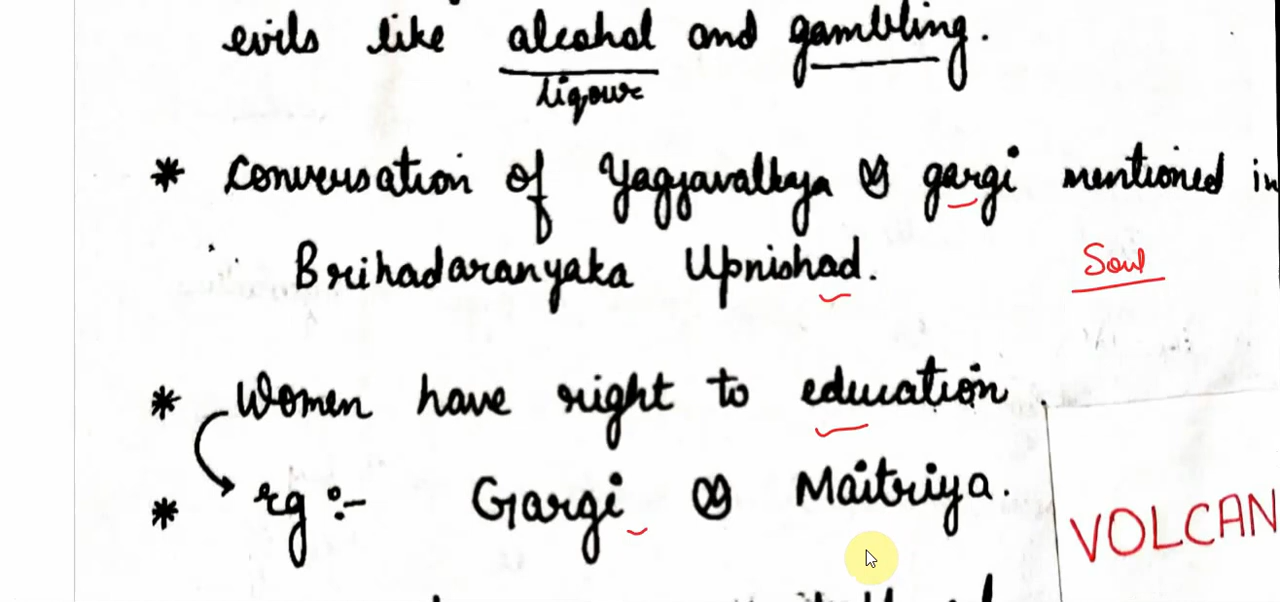 evils like alcohol and gambling.
liqour
* Conversation of Yagyavalkya & gargi mentioned in
Brihadaranyaka Upnishad.
Soul
* Women have right to education.
* eg :- Gargi & Maitriya.
VOLCAN